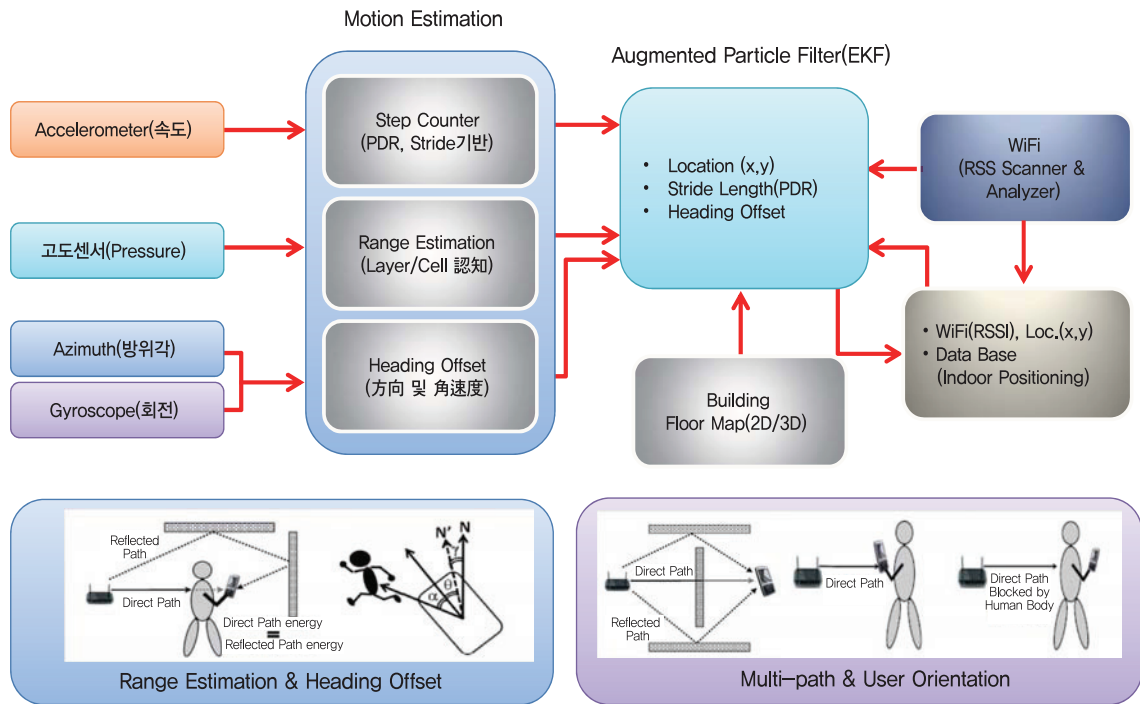 Motion Estimation
Augmented Particle Filter(EKF)
Accelerometer(속도)
고도센서(Pressure)
Azimuth(방위각)
Gyroscope(회전)
Step Counter
(PDR, Stride기반)
Range Estimation
(Layer/Cell 認知)
Heading Offset
(方向 및 角速度)
• Location (x,y)
• Stride Length(PDR)
• Heading Offset
Building
Floor Map(2D/3D)
WiFi
(RSS Scanner &
Analyzer)
• WiFi(RSSI), Loc.(x,y)
• Data Base
(Indoor Positioning)
Reflected
Path
Direct Path
Direct Path energy
=
Reflected Path energy
N'
N
γ
θ
α
Range Estimation & Heading Offset
Direct Path
Reflected
Path
Direct Path
Direct Path
Blocked by
Human Body
Multi-path & User Orientation